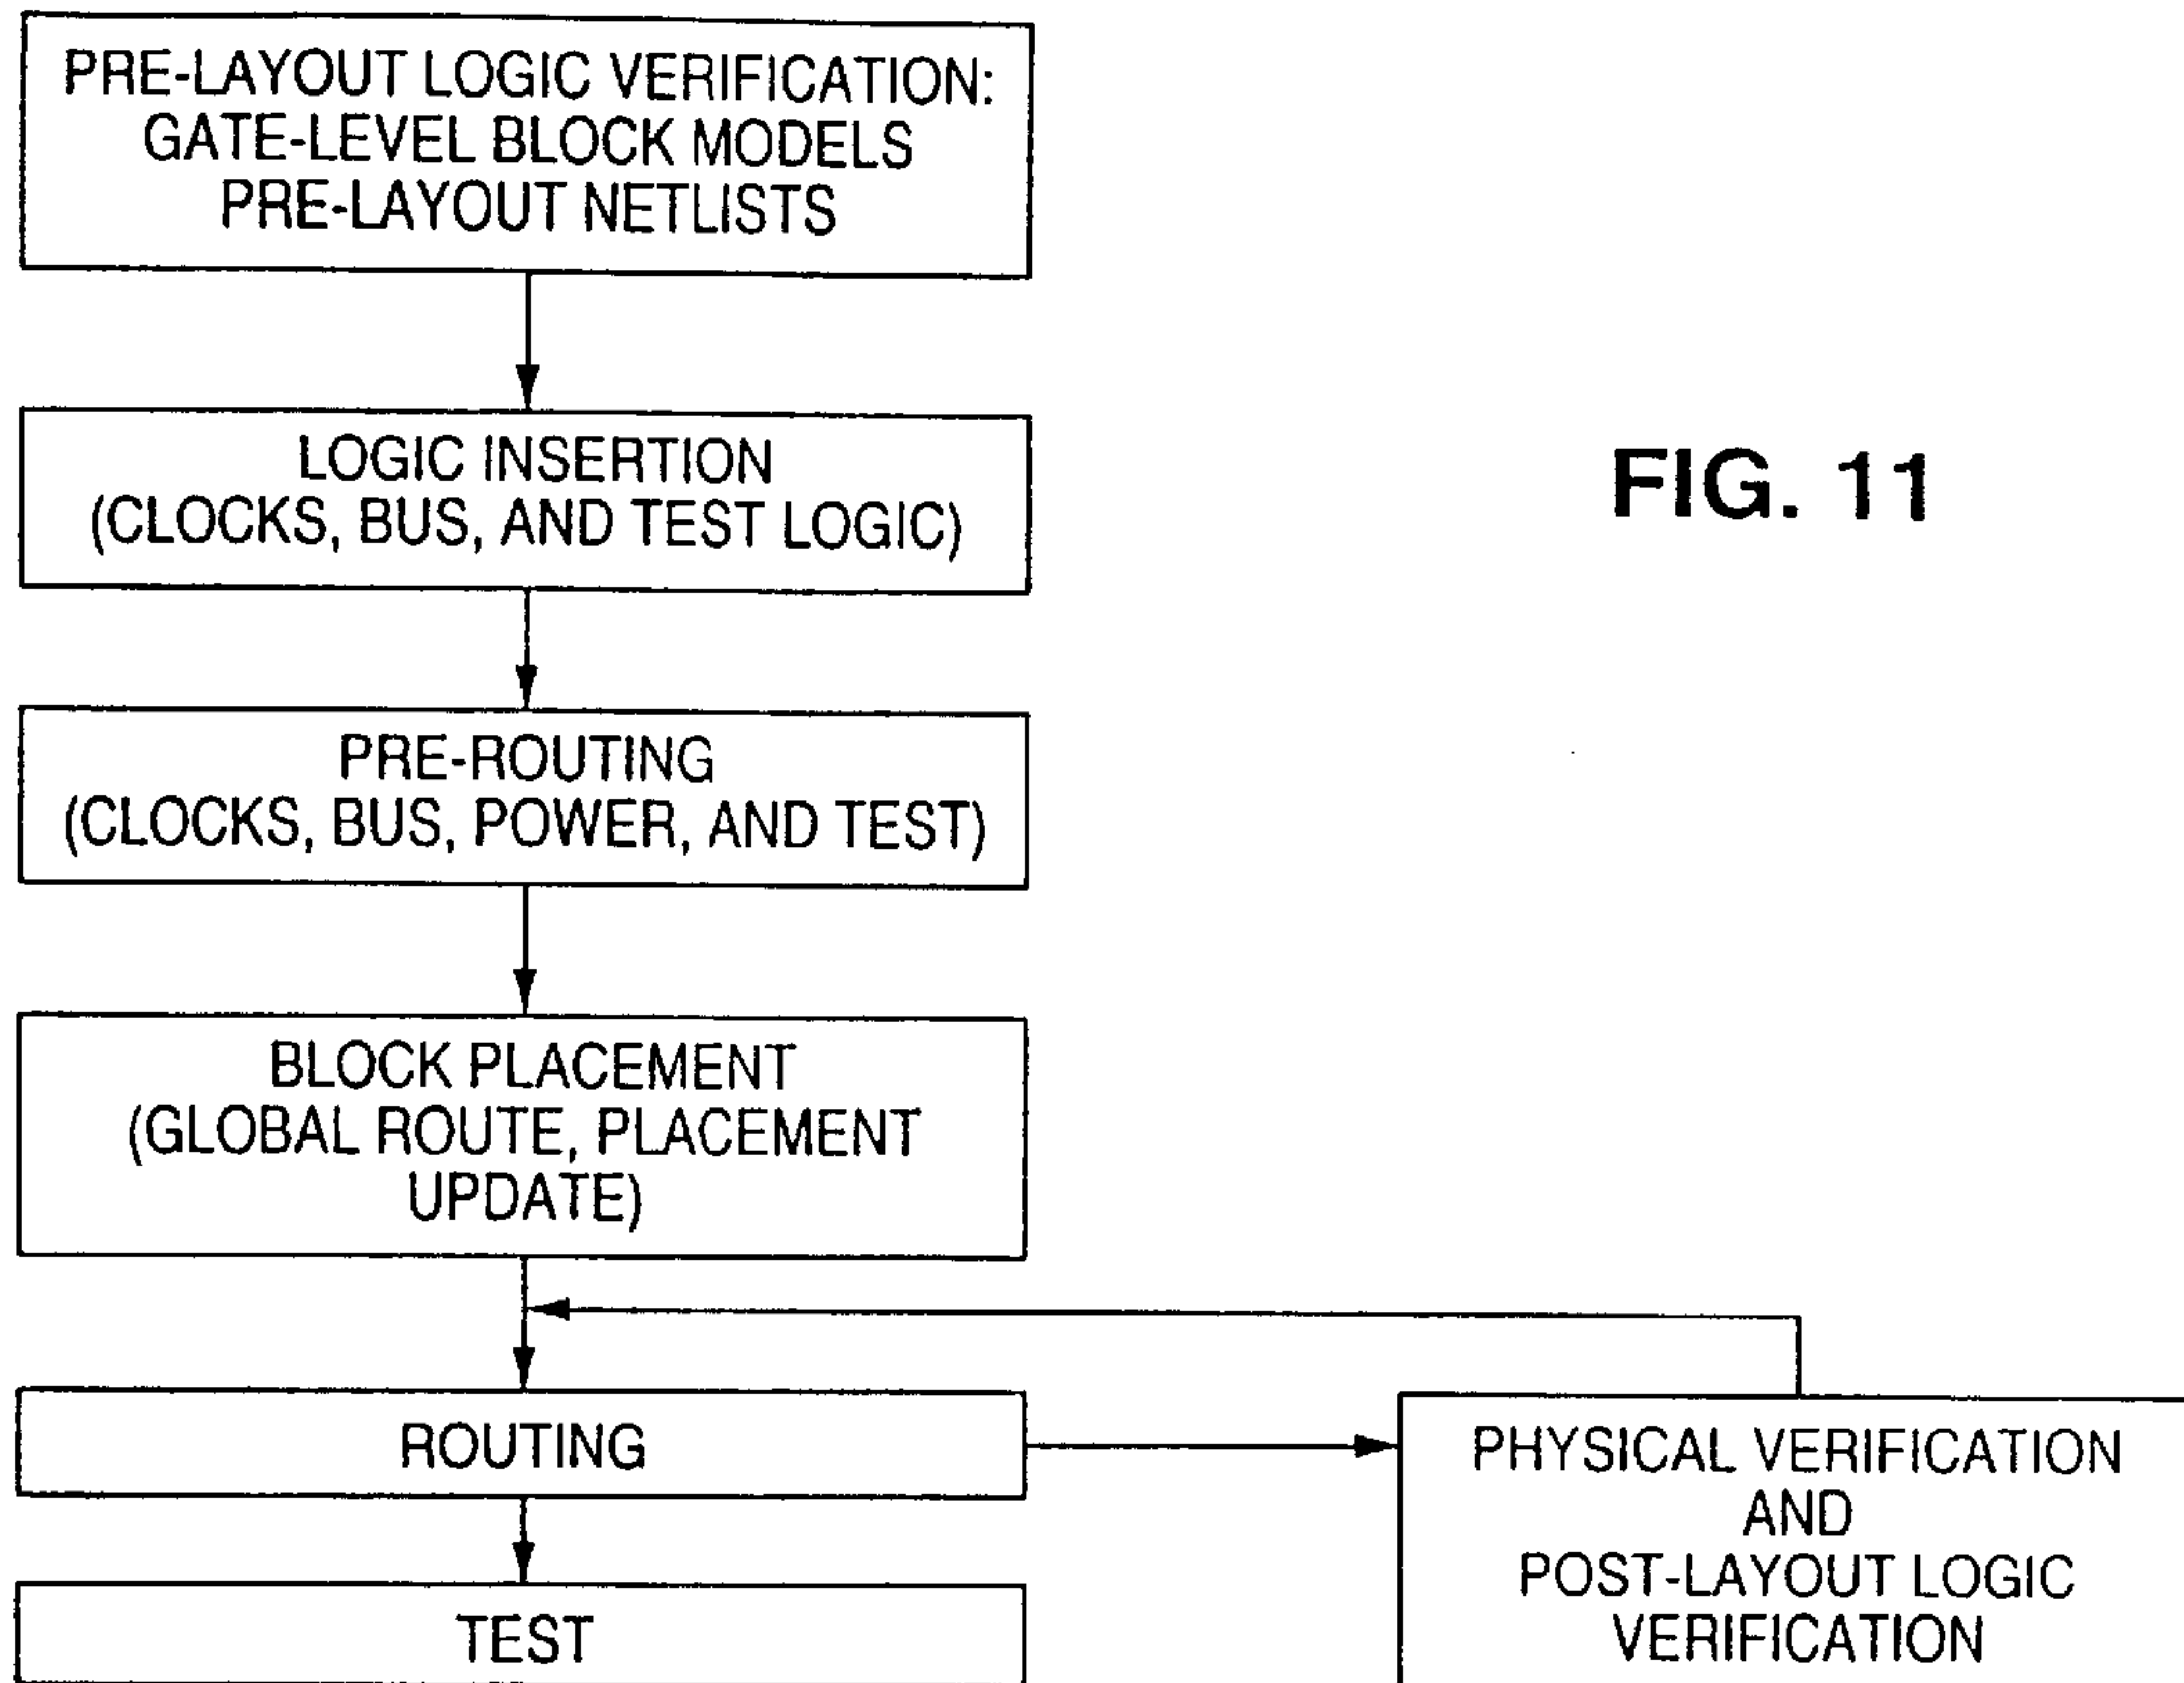 PRE-LAYOUT LOGIC VERIFICATION:
GATE-LEVEL BLOCK MODELS
PRE-LAYOUT NETLISTS
LOGIC INSERTION
(CLOCKS, BUS, AND TEST LOGIC)
FIG. 11
PRE-ROUTING
(CLOCKS, BUS, POWER, AND TEST)
BLOCK PLACEMENT
(GLOBAL ROUTE, PLACEMENT
UPDATE)
ROUTING
PHYSICAL VERIFICATION
AND
POST-LAYOUT LOGIC
VERIFICATION
TEST